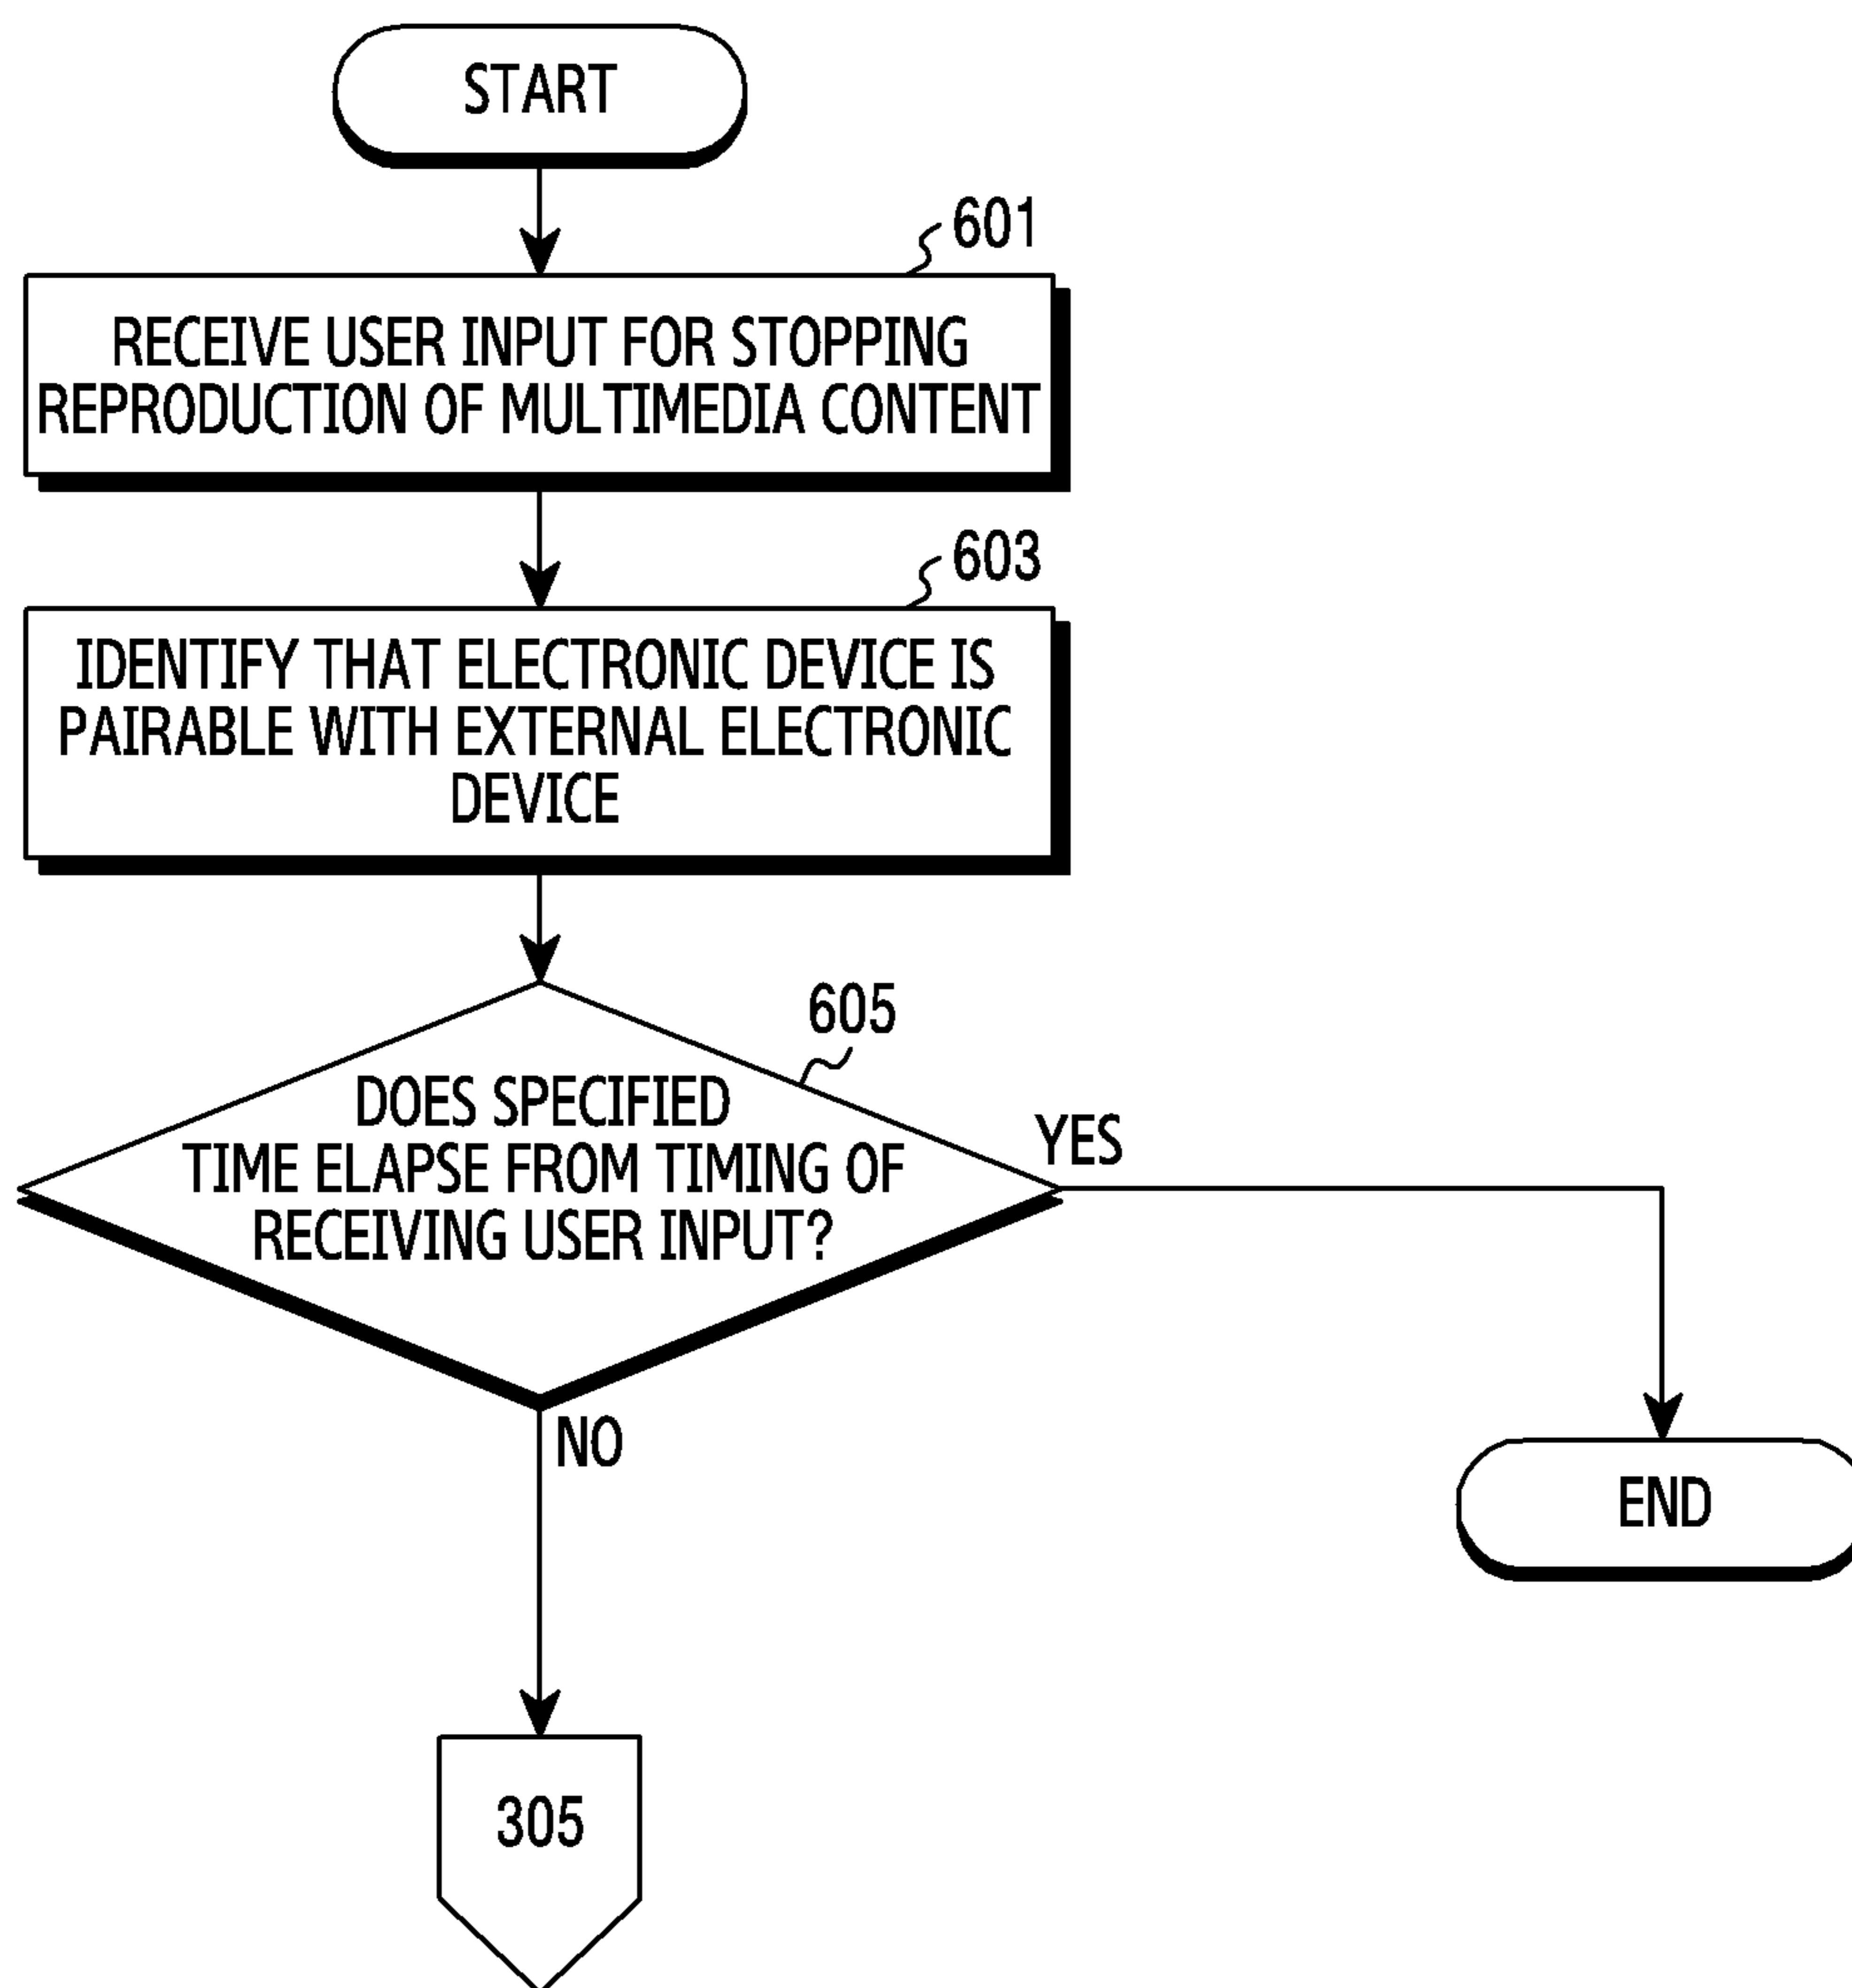 START
601
RECEIVE USER INPUT FOR STOPPING
REPRODUCTION OF MULTIMEDIA CONTENT
603
IDENTIFY THAT ELECTRONIC DEVICE IS
PAIRABLE WITH EXTERNAL ELECTRONIC
DEVICE
605
DOES SPECIFIED
TIME ELAPSE FROM TIMING OF
RECEIVING USER INPUT?
YES
NO
END
305